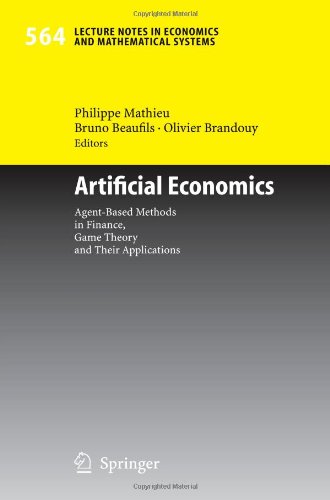 564 LECTURE NOTES IN ECONOMICS
AND MATHEMATICAL SYSTEMS
Philippe Mathieu
Bruno Beaufils · Olivier Brandouy
Editors
Artificial Economics
Agent-Based Methods
in Finance,
Game Theory
and Their Applications
Springer